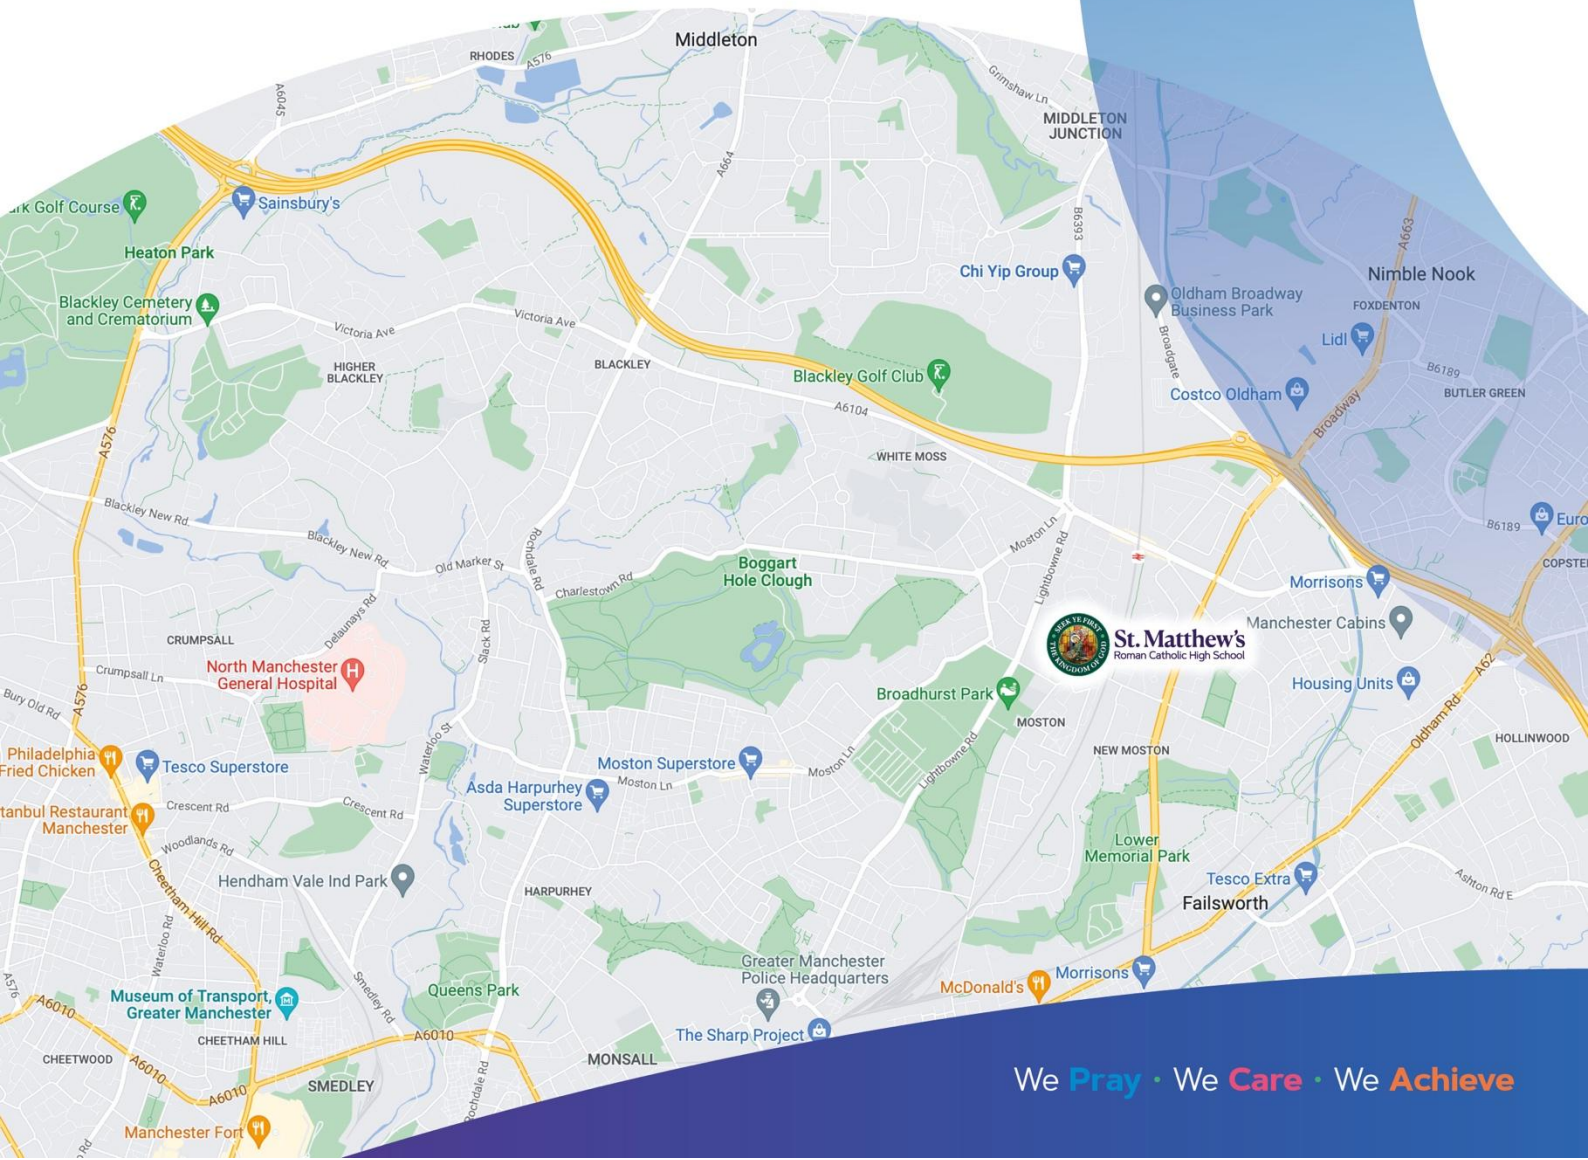 Middleton
RHODES
A576
A6045
Grimshaw Ln
MIDDLETON
JUNCTION
A664
ark Golf Course
Sainsbury's
B6393
A663
Heaton Park
Chi Yip Group
Nimble Nook
Blackley Cemetery
and Crematorium
Oldham Broadway
Business Park
FOXDENTON
Victoria Ave
Victoria Ave
Lidl
Broadgate
HIGHER
BLACKLEY
BLACKLEY
Blackley Golf Club
B6189
Costco Oldham
BUTLER GREEN
A6104
Broadway
A576
WHITE MOSS
Blackley New Rd
Moston Ln
B6189
Euro
Blackley New Rd
Old Market St
Rochdale Rd
Charlestown Rd
Boggart
Hole Clough
Lightbowne Rd
COPSTE
Morrisons
Delaunays Rd
Manchester Cabins
CRUMPSALL
Slack Rd
SEEK YE FIRST
THE KINGDOM OF GOD
St. Matthew's
Roman Catholic High School
Crumpsall Ln
North Manchester
General Hospital
A62
Housing Units
Bury Old Rd
A576
Broadhurst Park
MOSTON
Oldham Rd
HOLLINWOOD
Waterloo St
NEW MOSTON
Philadelphia
Fried Chicken
Tesco Superstore
Moston Superstore
Moston Ln
Lightbowne Rd
Asda Harpurhey
Superstore
Moston Ln
tanbul Restaurant
Manchester
Crescent Rd
Crescent Rd
Woodlands Rd
Lower
Memorial Park
Cheetham Hill Rd
Hendham Vale Ind Park
HARPURHEY
Tesco Extra
Ashton Rd E
Failsworth
Waterloo Rd
Greater Manchester
Police Headquarters
Morrisons
McDonald's
A576
Queens Park
Smedley Rd
Museum of Transport,
Greater Manchester
A6010
The Sharp Project
A6010
CHEETHAM HILL
CHEETWOOD
MONSALL
A6010
SMEDLEY
A6010
Rochdale Rd
Manchester Fort
We Pray · We Care · We Achieve